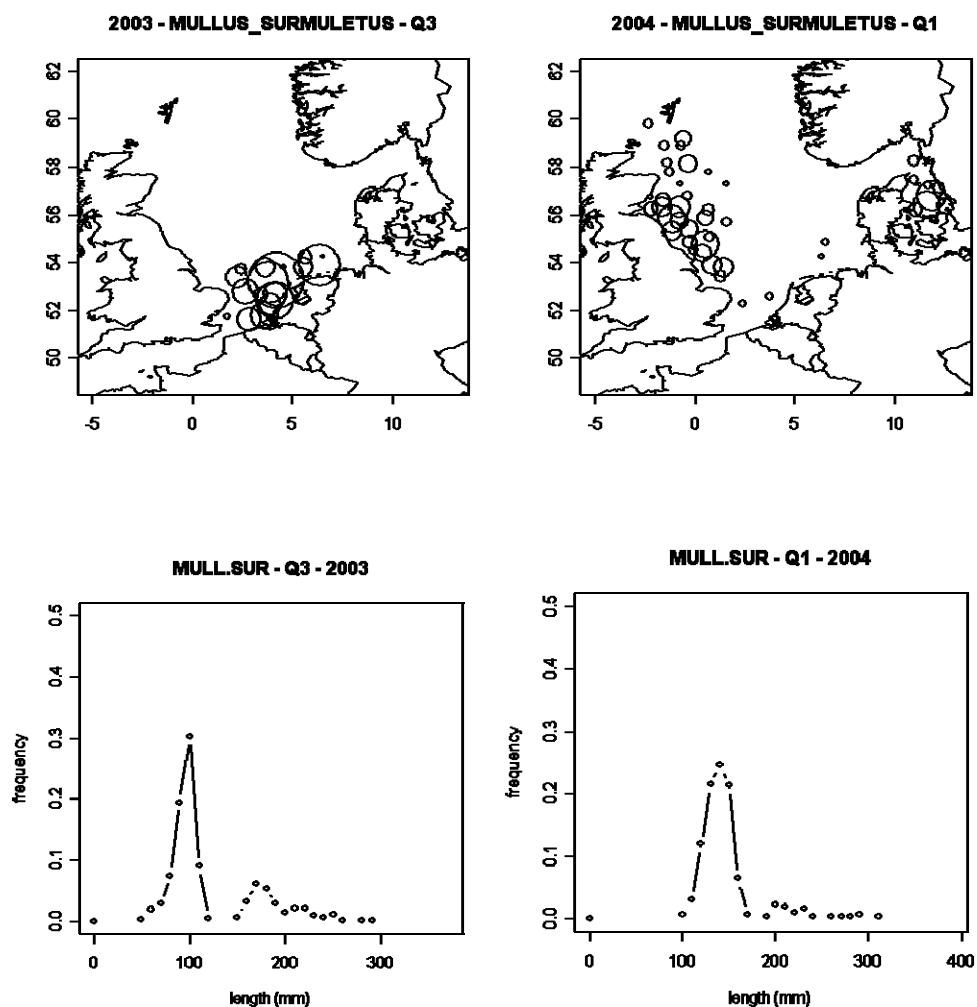 2003 - MULLUS_SURMULETUS - Q3
62
60
58
56
54
52
50
-5 0 5 10
2004 - MULLUS_SURMULETUS - Q1
62
60
58
56
54
52
50
-5 0 5 10
MULL.SUR - Q3 - 2003
frequency
0.5
0.4
0.3
0.2
0.1
0.0
0 100 200 300
length (mm)
MULL.SUR - Q1 - 2004
frequency
0.5
0.4
0.3
0.2
0.1
0.0
0 100 200 300 400
length (mm)